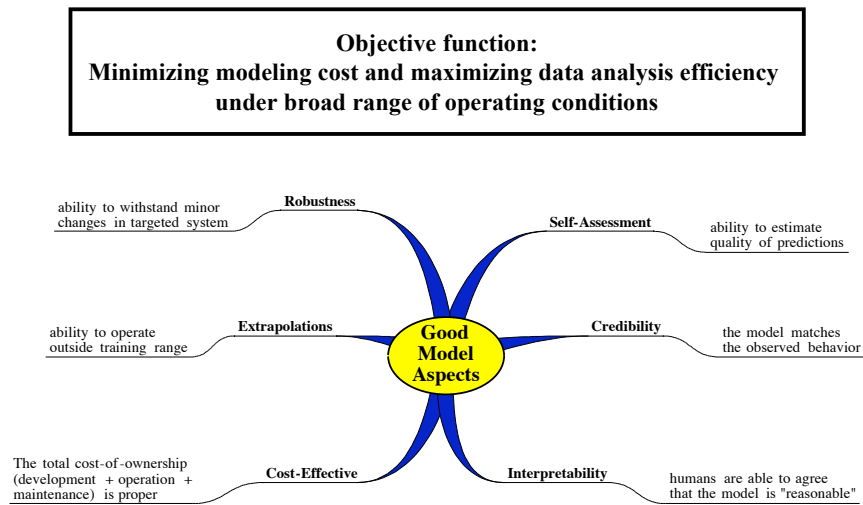 Objective function:
Minimizing modeling cost and maximizing data analysis efficiency
under broad range of operating conditions
Robustness
ability to withstand minor
changes in targeted system
Self-Assessment
ability to estimate
quality of predictions
Extrapolations
ability to operate
outside training range
Good
Model
Aspects
Credibility
the model matches
the observed behavior
Cost-Effective
The total cost-of-ownership
(development + operation +
maintenance) is proper
Interpretability
humans are able to agree
that the model is "reasonable"